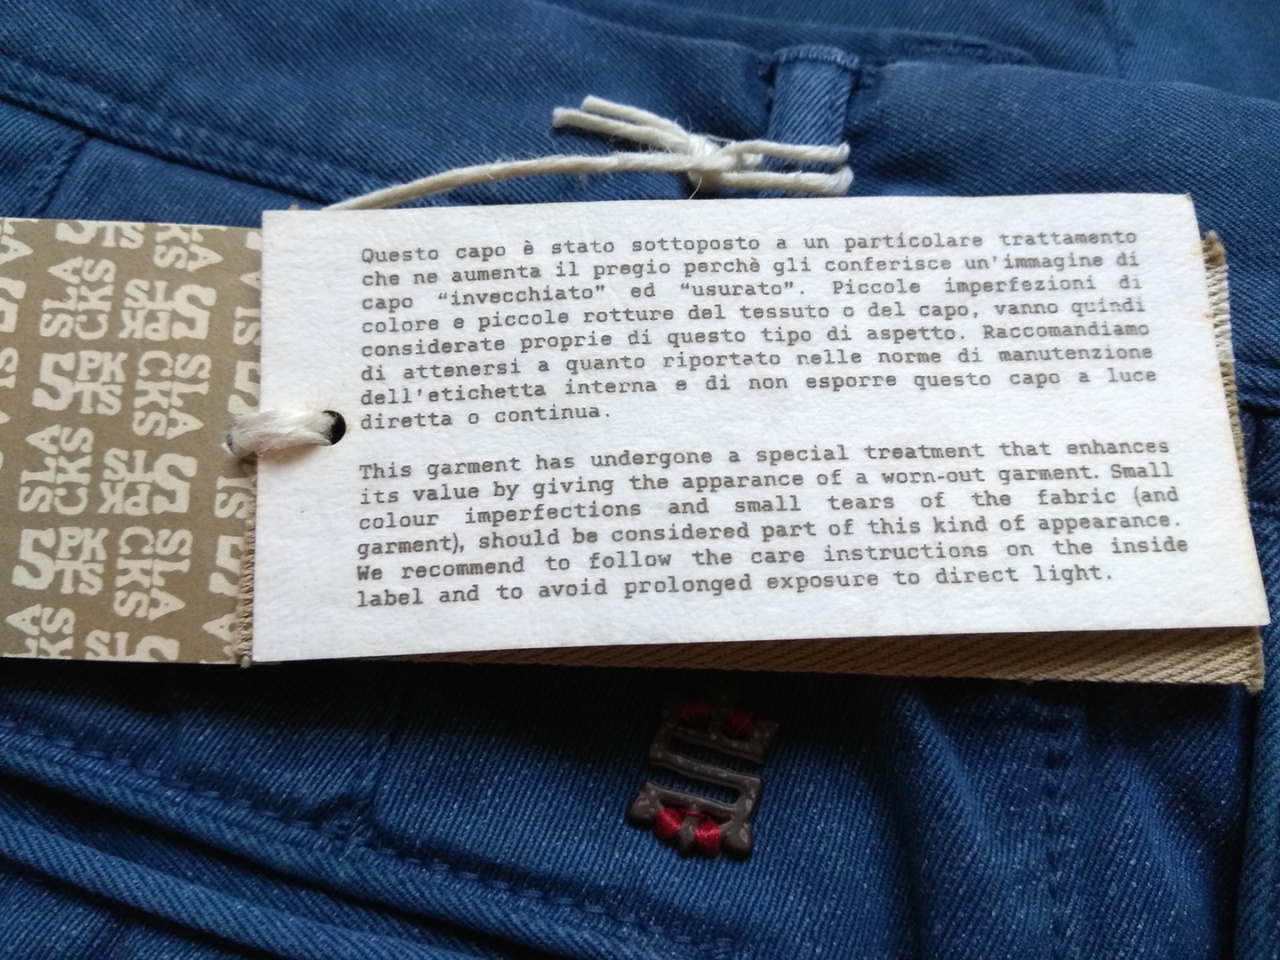 Questo capo è stato sottoposto a un particolare trattamento
che ne aumenta il pregio perchè gli conferisce un'immagine di
capo “invecchiato” ed “usurato”. Piccole imperfezioni di
colore e piccole rotture del tessuto o del capo, vanno quindi
considerate proprie di questo tipo di aspetto. Raccomandiamo
di attenersi a quanto riportato nelle norme di manutenzione
dell'etichetta interna e di non esporre questo capo a luce
diretta o continua.
This garment has undergone a special treatment that enhances
its value by giving the apparance of a worn-out garment. Small
colour imperfections and small tears of the fabric (and
garment), should be considered part of this kind of appearance.
We recommend to follow the care instructions on the inside
label and to avoid prolonged exposure to direct light.
SLA
CKS